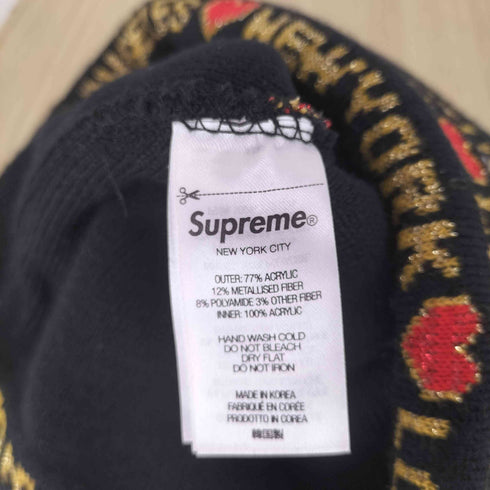 Supreme
NEW YORK
Supreme®
NEW YORK CITY
OUTER: 77% ACRYLIC
12% METALLISED FIBER
8% POLYAMIDE 3% OTHER FIBER
INNER: 100% ACRYLIC
HAND WASH COLD
DO NOT BLEACH
DRY FLAT
DO NOT IRON
MADE IN KOREA
FABRIQUÉ EN CORÉE
PRODOTTO IN COREA